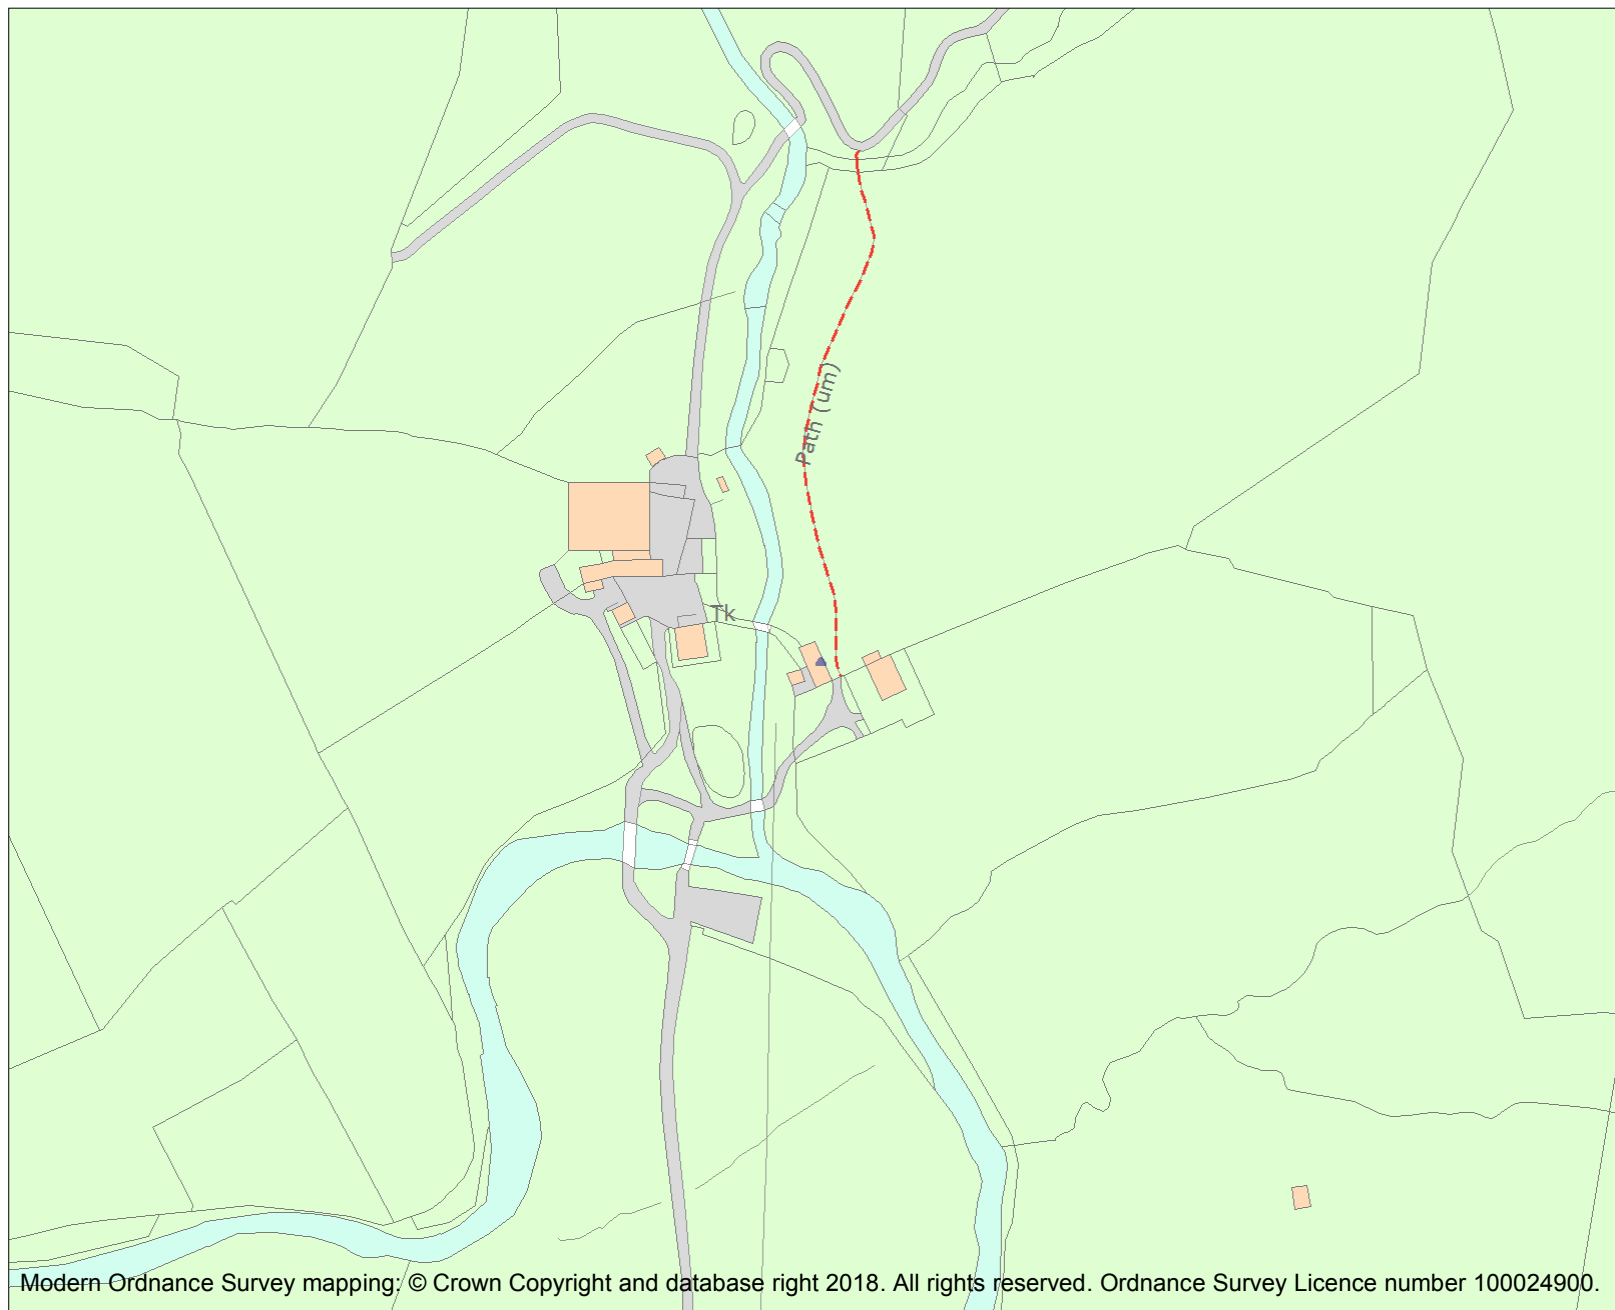 Path (um)
Tk
Modern Ordnance Survey mapping: © Crown Copyright and database right 2018. All rights reserved. Ordnance Survey Licence number 100024900.